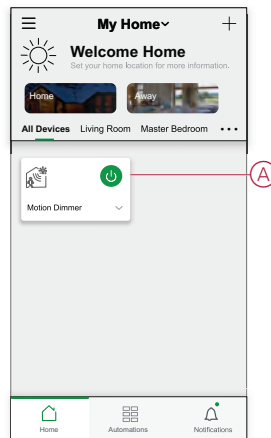 My Home
Welcome Home
Set your home location for more information.
Home
Away
All Devices Living Room Master Bedroom
Motion Dimmer
A
Home Automations Notifications